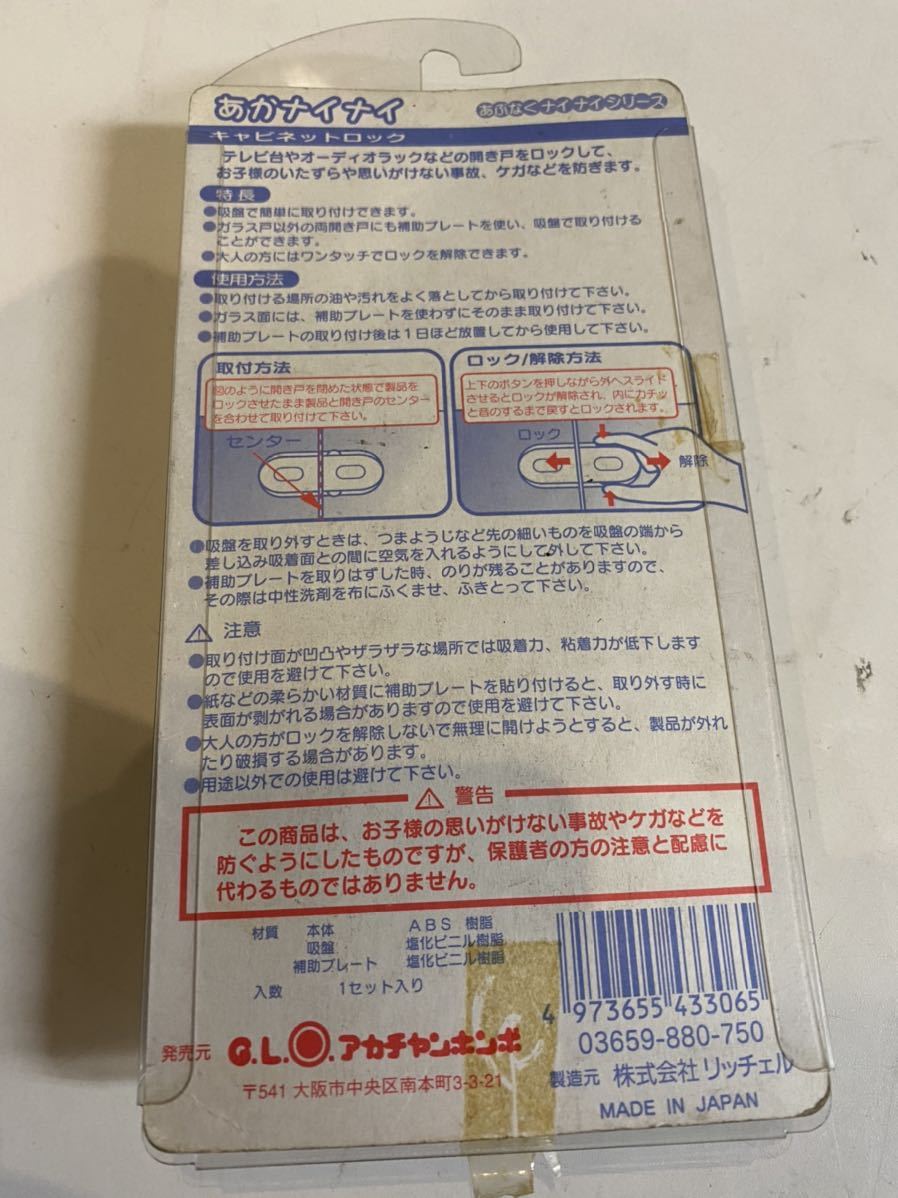 あかナイナイ
あぶなくナイナイシリーズ
キャビネットロック
テレビ台やオーディオラックなどの開き戸をロックして、
お子様のいたずらや思いがけない事故、ケガなどを防ぎます。
特長
●吸盤で簡単に取り付けできます。
●ガラス戸以外の両開き戸にも補助プレートを使い、吸盤で取り付ける
ことができます。
●大人の方にはワンタッチでロックを解除できます。
使用方法
●取り付ける場所の油や汚れをよく落としてから取り付けて下さい。
●ガラス面には、補助プレートを使わずにそのまま取り付けて下さい。
●補助プレートの取り付け後は1日ほど放置してから使用して下さい。
取付方法
図のように開き戸を閉めた状態で製品を
ロックさせたまま製品と開き戸のセンター
を合わせて取り付けて下さい。
センター
ロック/解除方法
上下のボタンを押しながら外へスライド
させるとロックが解除され、内にカチッ
と音のするまで戻すとロックされます。
ロック
解除
●吸盤を取り外すときは、つまようじなど先の細いものを吸盤の端から
差し込み吸着面との間に空気を入れるようにして外して下さい。
●補助プレートを取りはずした時、のりが残ることがありますので、
その際は中性洗剤を布にふくませ、ふきとって下さい。
⚠ 注意
●取り付け面が凹凸やザラザラな場所では吸着力、粘着力が低下します
ので使用を避けて下さい。
●紙などの柔らかい材質に補助プレートを貼り付けると、取り外す時に
表面が剥がれる場合がありますので使用を避けて下さい。
●大人の方がロックを解除しないで無理に開けようとすると、製品が外れ
たり破損する場合があります。
●用途以外での使用は避けて下さい。
⚠ 警告
この商品は、お子様の思いがけない事故やケガなどを
防ぐようにしたものですが、保護者の方の注意と配慮に
代わるものではありません。
材質 本体 ABS 樹脂
吸盤 塩化ビニル樹脂
補助プレート 塩化ビニル樹脂
入数 1セット入り
4 973655 433065
03659-880-750
発売元 G.L.O.アカチャンホンポ
〒541 大阪市中央区南本町3-3-21
製造元 株式会社リッチェル
MADE IN JAPAN